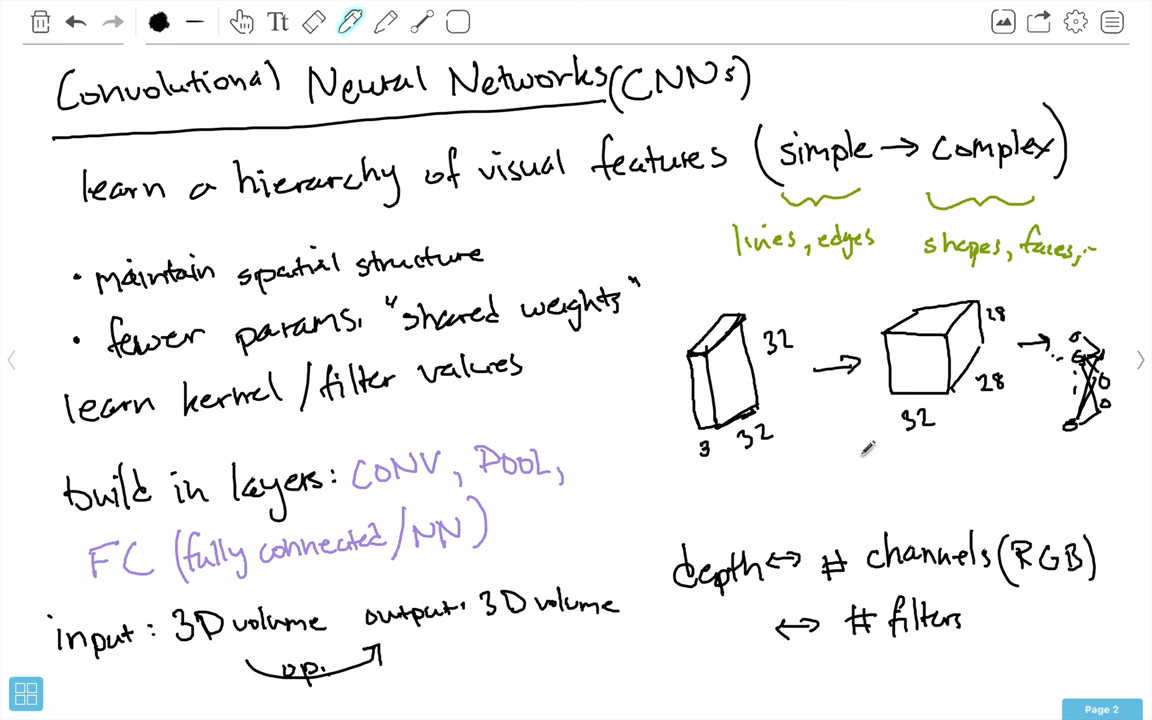 Tt
Convolutional Neural Networks (CNNs)
learn a hierarchy of visual features (simple → complex)
lines, edges
shapes, faces,..
• maintain spatial structure
• fewer params. "shared weights"
learn kernel/filter values
32
32
3
28
28
32
build in layers: CONV, POOL,
FC (fully connected/NN)
input: 3D volume output: 3D volume
op.
depth ↔ # channels (RGB)
↔ # filters
Page 2